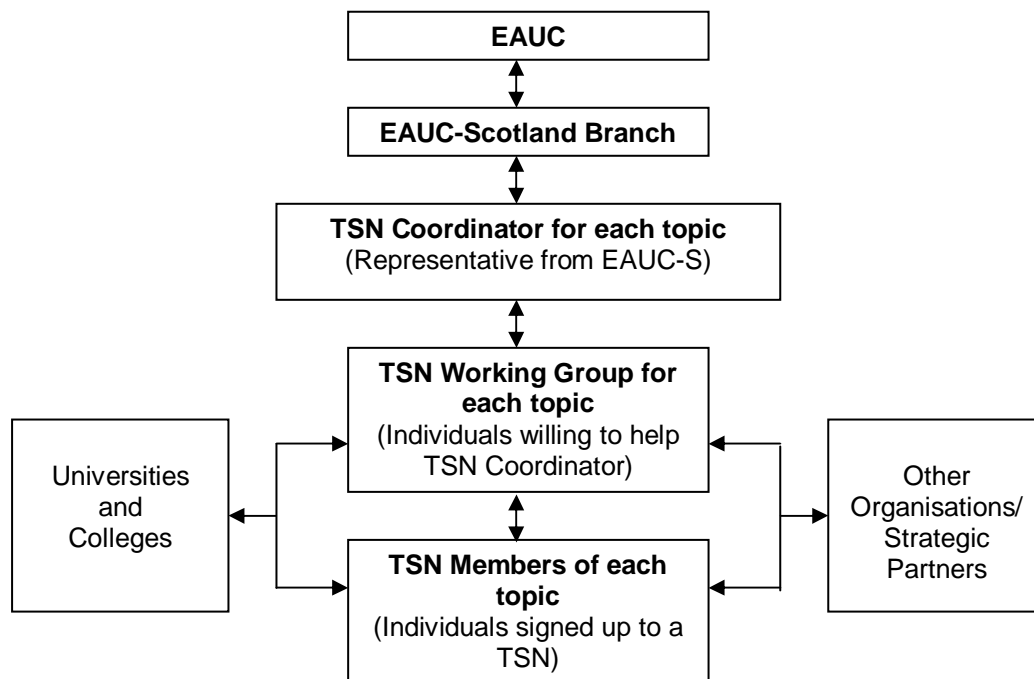 EAUC
EAUC-Scotland Branch
TSN Coordinator for each topic
(Representative from EAUC-S)
TSN Working Group for
each topic
(Individuals willing to help
TSN Coordinator)
Universities
and
Colleges
Other
Organisations/
Strategic
Partners
TSN Members of each
topic
(Individuals signed up to a
TSN)